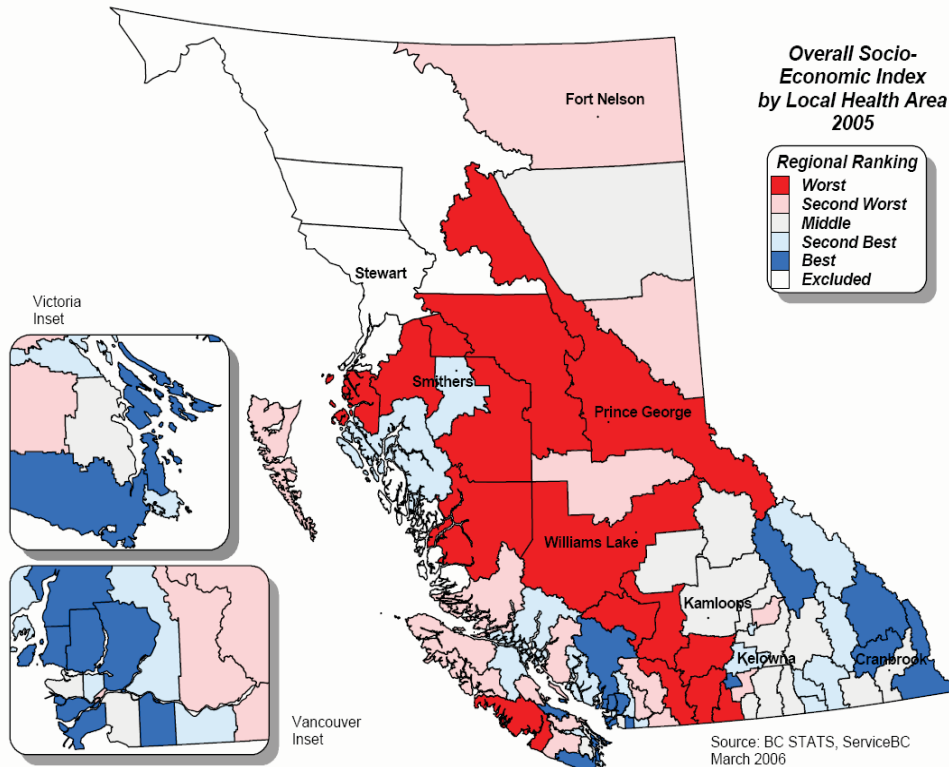 Overall Socio-
Economic Index
by Local Health Area
2005
Regional Ranking
Worst
Second Worst
Middle
Second Best
Best
Excluded
Fort Nelson
Stewart
Smithers
Prince George
Williams Lake
Kamloops
Kelowna
Cranbrook
Victoria
Inset
Vancouver
Inset
Source: BC STATS, ServiceBC
March 2006